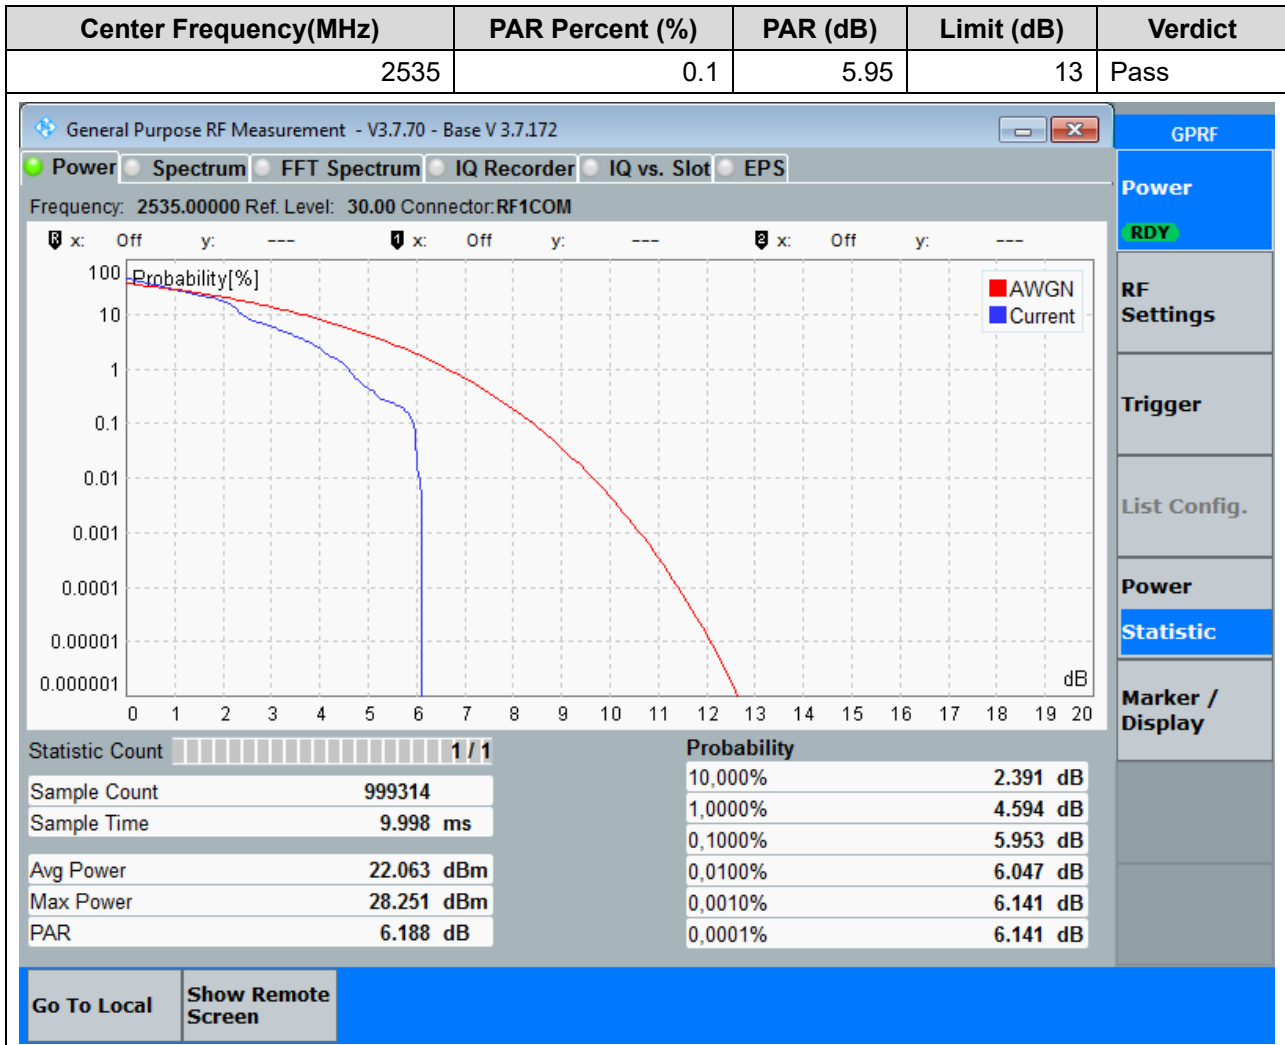 Center Frequency(MHz) PAR Percent (%) PAR (dB) Limit (dB) Verdict
2535 0.1 5.95 13 Pass
General Purpose RF Measurement - V3.7.70 - Base V 3.7.172
GPRF
Power Spectrum FFT Spectrum IQ Recorder IQ vs. Slot EPS
Power
RDY
Frequency: 2535.00000 Ref. Level: 30.00 Connector:RF1COM
R x: Off y: --- 1 x: Off y: --- 2 x: Off y: ---
Probability[%]
AWGN
Current
100
10
1
0.1
0.01
0.001
0.0001
0.00001
0.000001
dB
0 1 2 3 4 5 6 7 8 9 10 11 12 13 14 15 16 17 18 19 20
RF
Settings
Trigger
List Config.
Power
Statistic
Marker /
Display
Statistic Count 1 / 1
Sample Count 999314
Sample Time 9.998 ms
Avg Power 22.063 dBm
Max Power 28.251 dBm
PAR 6.188 dB
Probability
10,000% 2.391 dB
1,0000% 4.594 dB
0,1000% 5.953 dB
0,0100% 6.047 dB
0,0010% 6.141 dB
0,0001% 6.141 dB
Go To Local
Show Remote
Screen